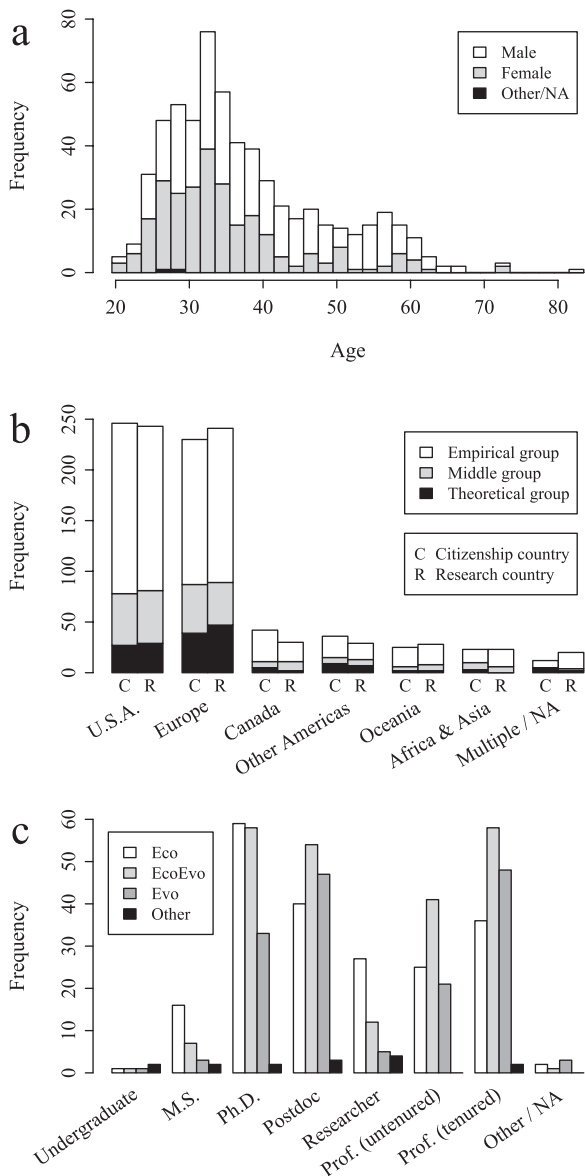 a
Frequency
0
20
40
60
80
Male
Female
Other/NA
20
30
40
50
60
70
80
Age
b
Frequency
0
50
100
150
200
250
Empirical group
Middle group
Theoretical group
C Citizenship country
R Research country
C R C R C R C R C R C R C R
U.S.A.
Europe
Canada
Other Americas
Oceania
Africa & Asia
Multiple / NA
c
Frequency
0
10
20
30
40
50
60
Eco
EcoEvo
Evo
Other
Undergraduate
M.S.
Ph.D.
Postdoc
Researcher
Prof. (untenured)
Prof. (tenured)
Other / NA